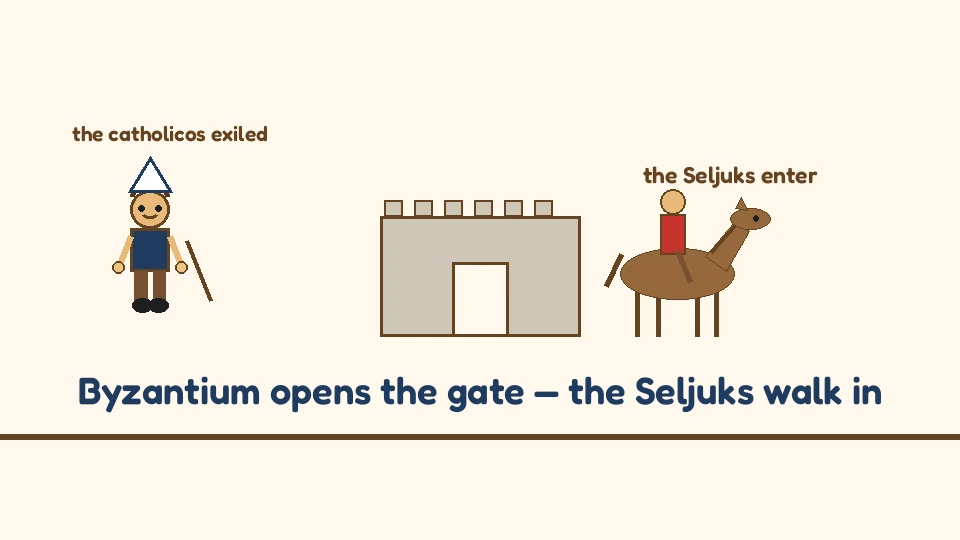 the catholicos exiled
the Seljuks enter
Byzantium opens the gate — the Seljuks walk in